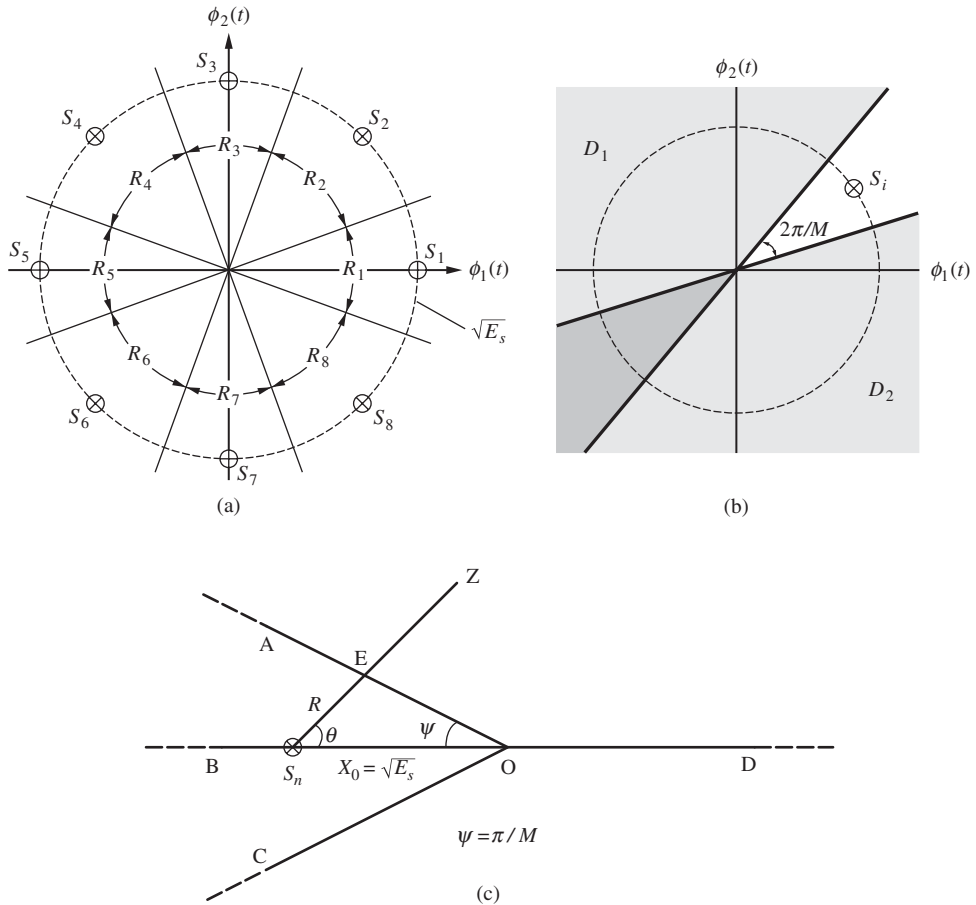 ϕ₂(t)
S₃
S₄
S₂
R₃
R₄
R₂
S₅
R₅
R₁
S₁
ϕ₁(t)
√Eₛ
R₆
R₈
R₇
S₆
S₈
S₇
(a)
ϕ₂(t)
D₁
Sᵢ
2π/M
ϕ₁(t)
D₂
(b)
Z
A
E
R
θ
ψ
B
Sₙ
X₀ = √Eₛ
O
D
C
ψ = π / M
(c)